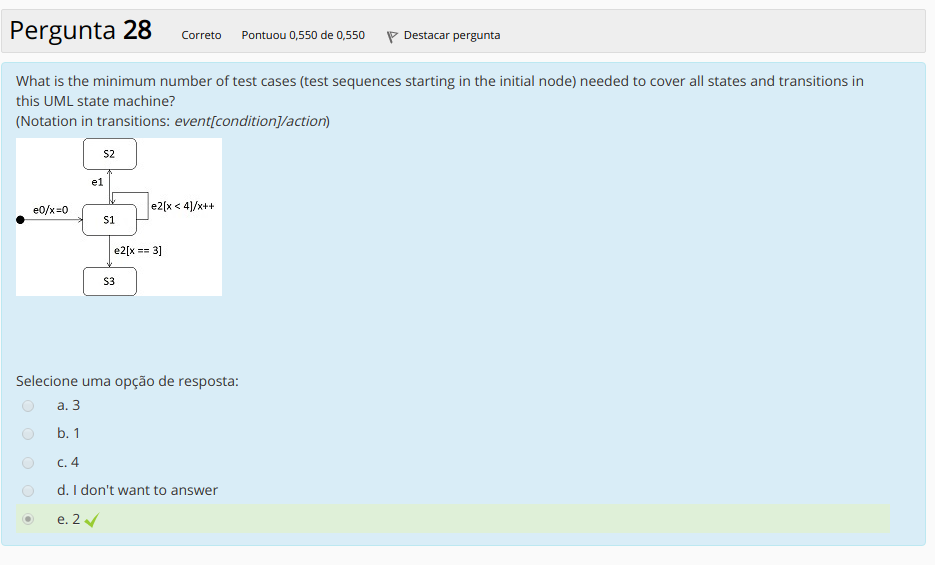 Pergunta 28 Correto Pontuou 0,550 de 0,550 Destacar pergunta
What is the minimum number of test cases (test sequences starting in the initial node) needed to cover all states and transitions in
this UML state machine?
(Notation in transitions: event[condition]/action)
S2
e1
e0/x=0
e2[x < 4]/x++
S1
e2[x == 3]
S3
Selecione uma opção de resposta:
a. 3
b. 1
c. 4
d. I don't want to answer
e. 2